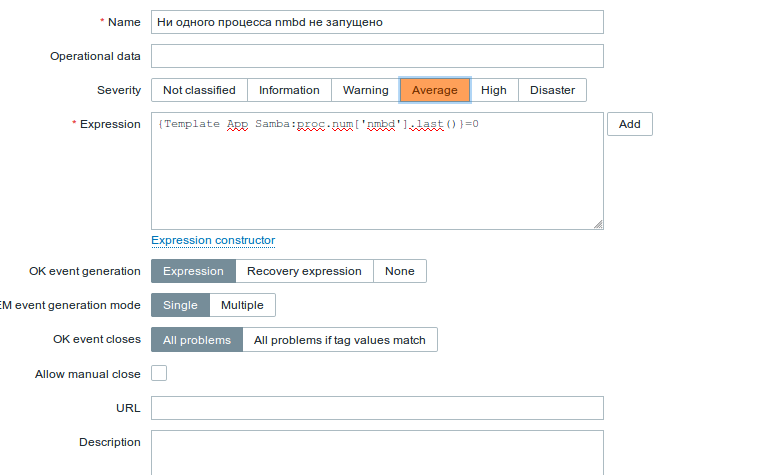 * Name Ни одного процесса nmbd не запущено
Operational data
Severity Not classified Information Warning Average High Disaster
* Expression {Template App Samba:proc.num['nmbd'].last()}=0 Add
Expression constructor
OK event generation Expression Recovery expression None
EM event generation mode Single Multiple
OK event closes All problems All problems if tag values match
Allow manual close
URL
Description